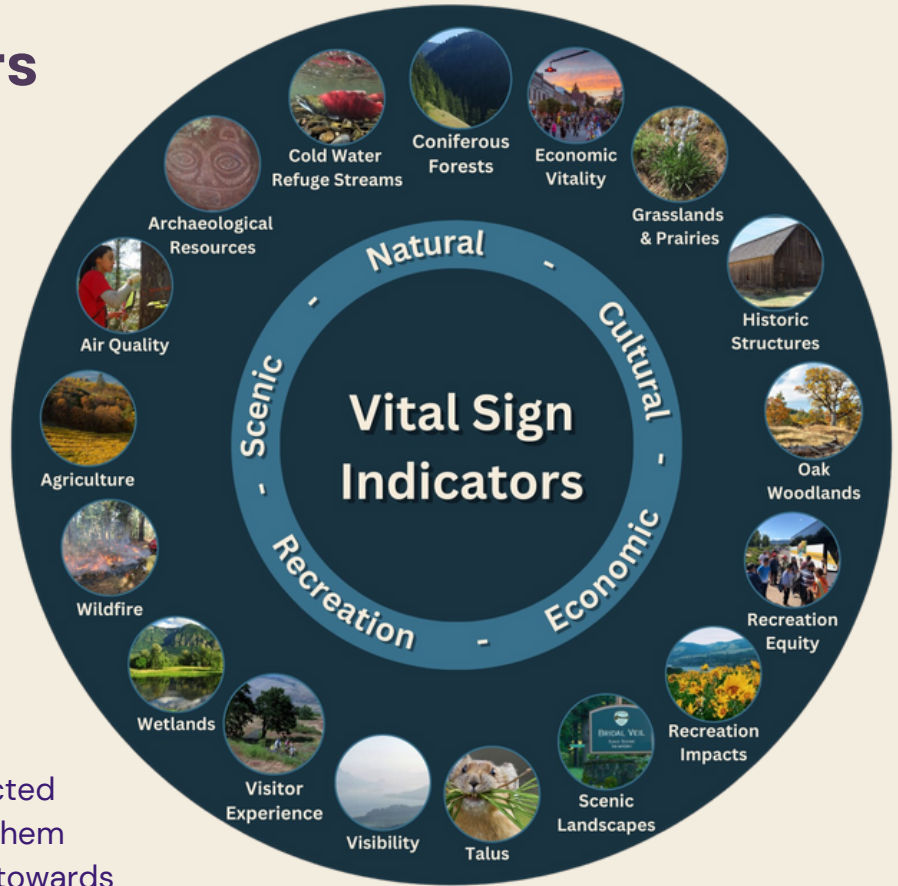 rs
Coniferous
Forests
Economic
Vitality
Grasslands
& Prairies
Historic
Structures
Oak
Woodlands
Recreation
Equity
Recreation
Impacts
BRIDAL VEIL
Scenic
Landscapes
Talus
Visibility
Visitor
Experience
Wetlands
Wildfire
Agriculture
Air Quality
Archaeological
Resources
Cold Water
Refuge Streams
Natural - Cultural - Economic - Recreation - Scenic -
Vital Sign
Indicators
cted
hem
towards